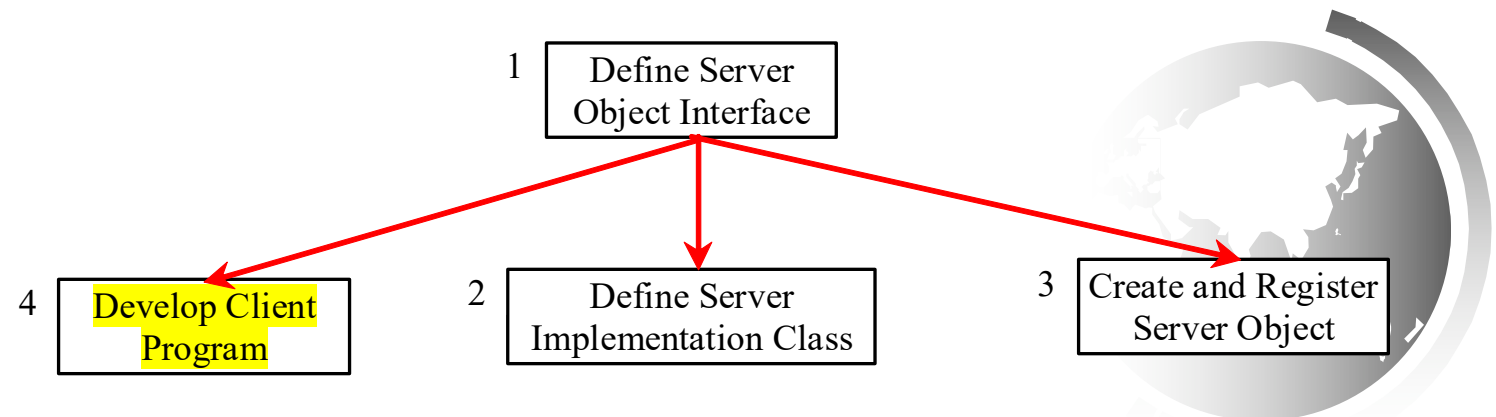 1
Define Server
Object Interface
4
Develop Client
Program
2
Define Server
Implementation Class
3
Create and Register
Server Object